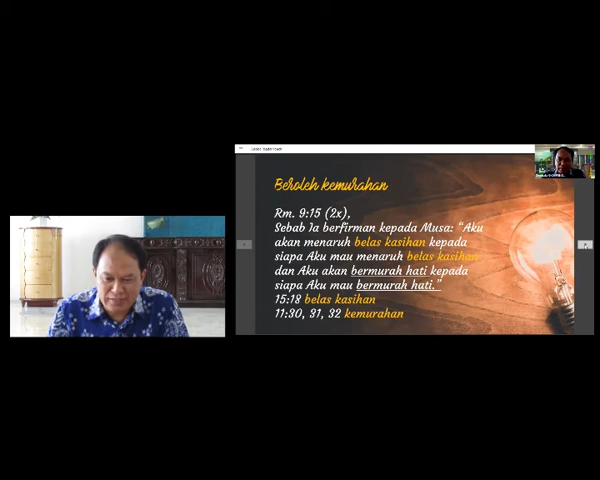 Beroleh kemurahan
Rm. 9:15 (2x),
Sebab Ia berfirman kepada Musa: “Aku
akan menaruh belas kasihan kepada
siapa Aku mau menaruh belas kasihan
dan Aku akan bermurah hati kepada
siapa Aku mau bermurah hati.”
15:18 belas kasihan
11:30, 31, 32 kemurahan